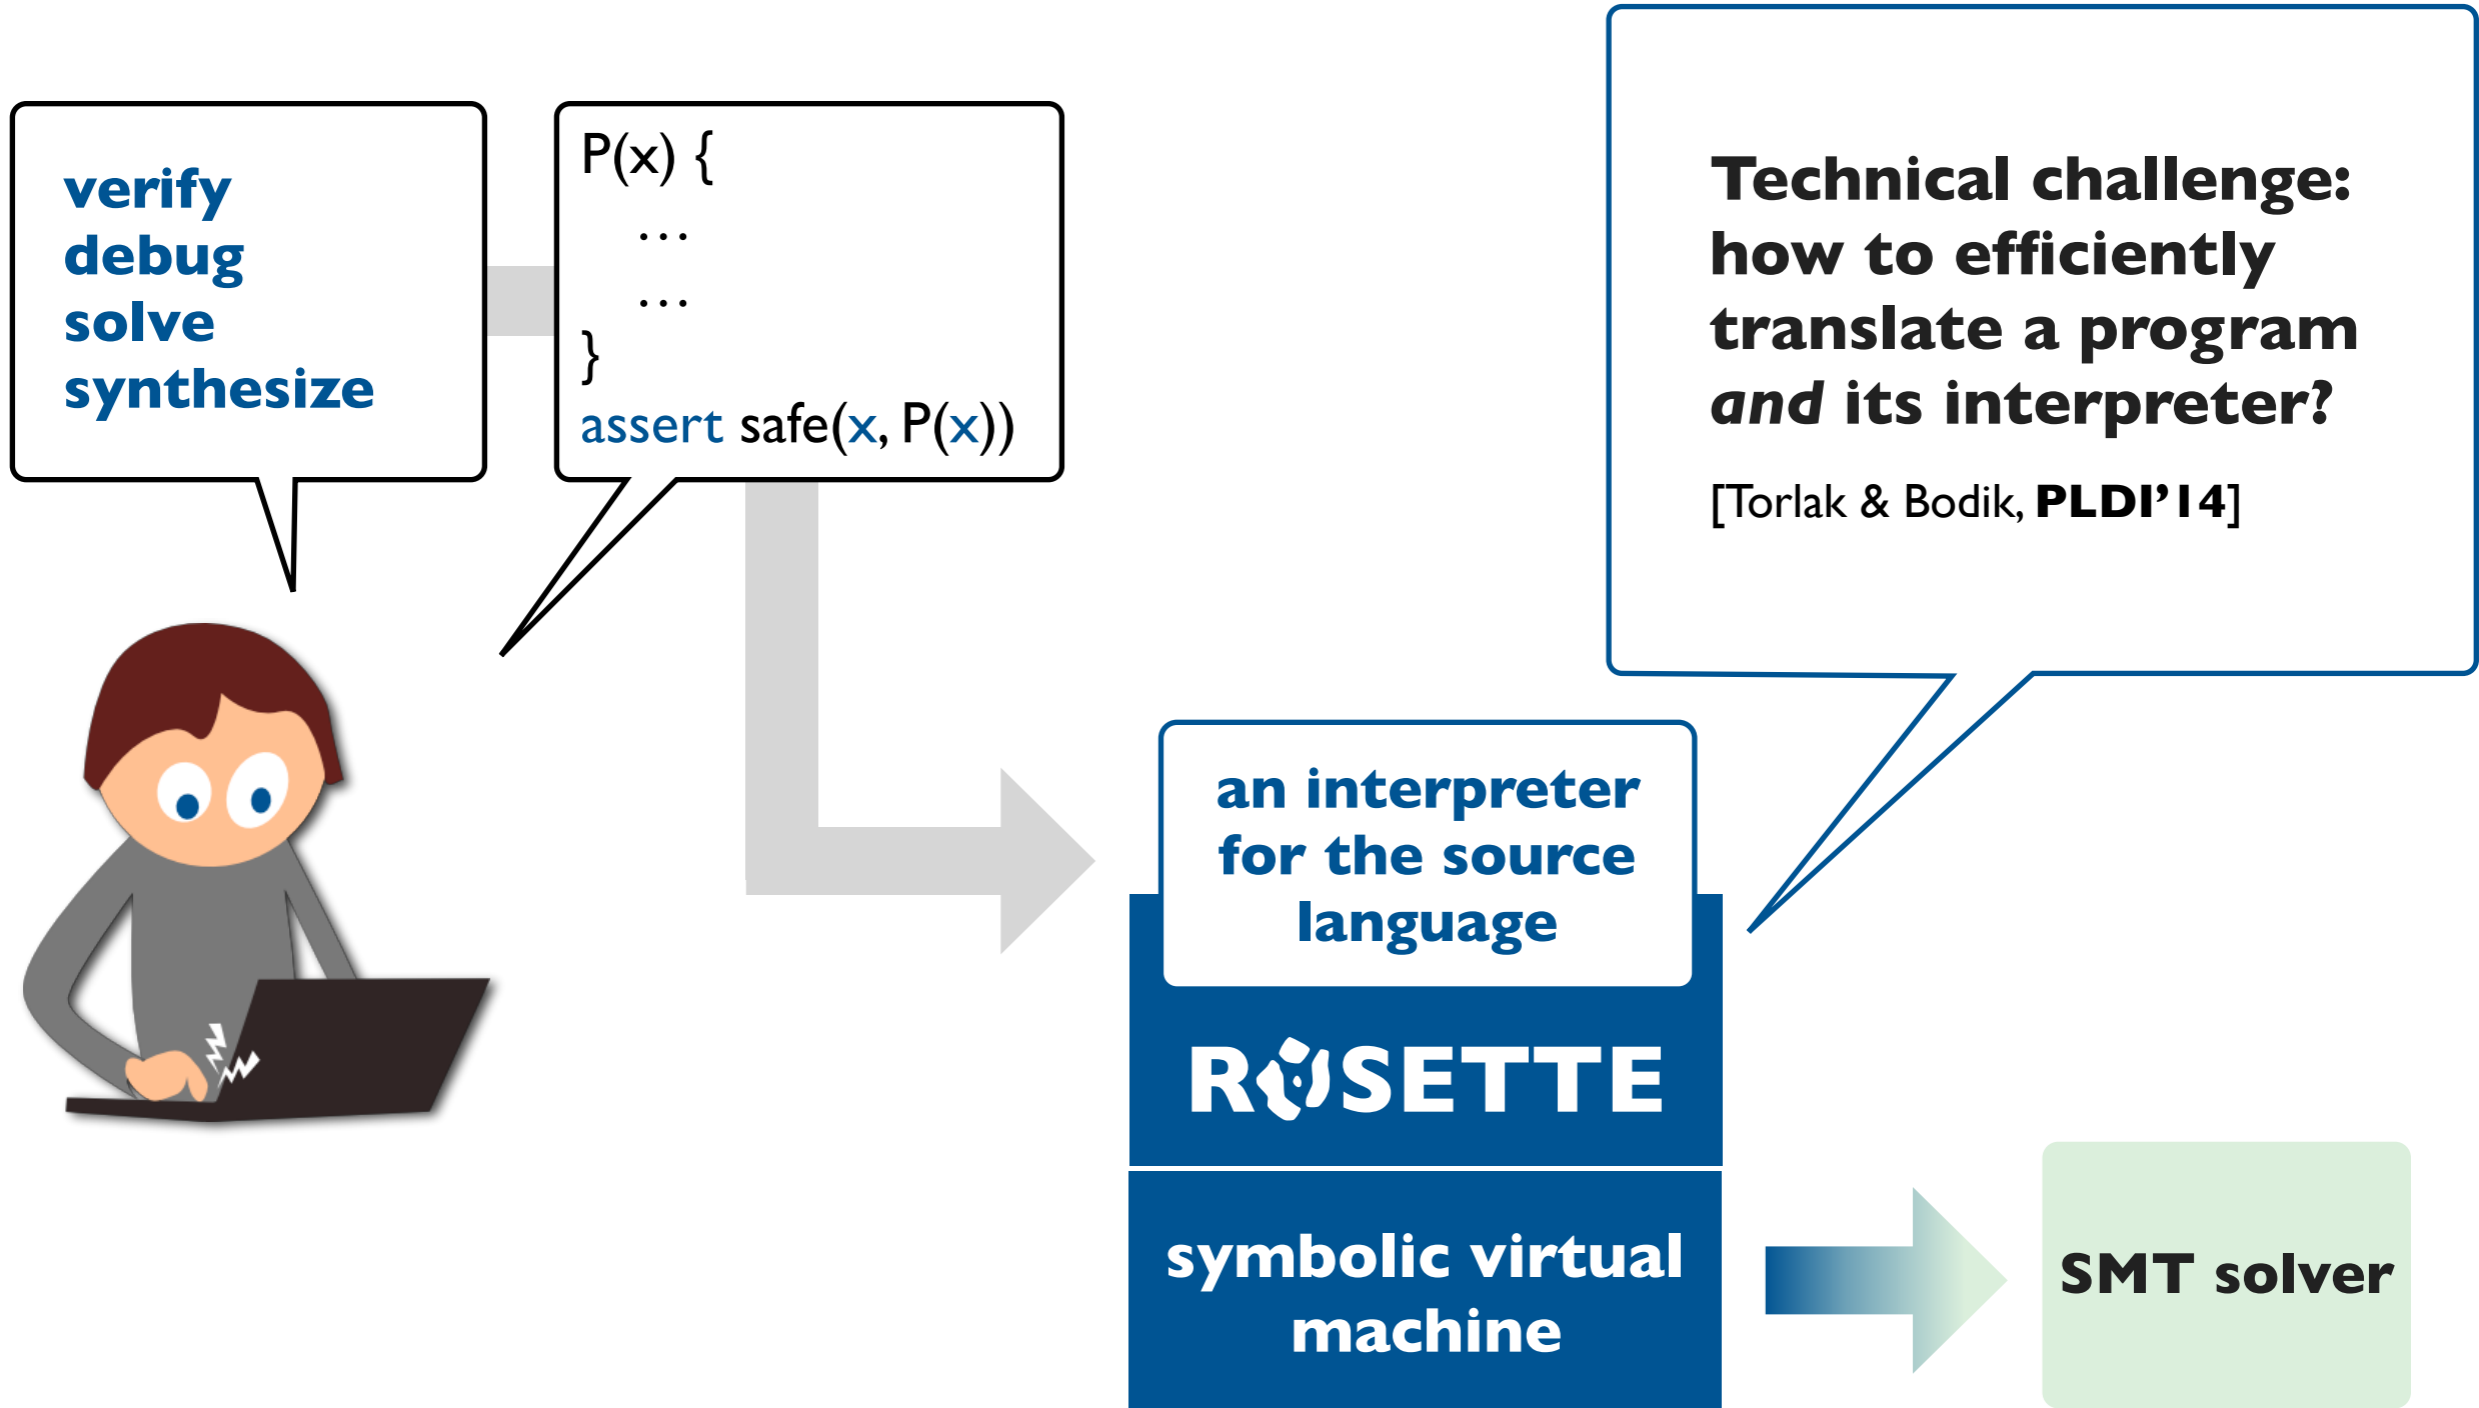 verify
debug
solve
synthesize
P(x) {
…
…
}
assert safe(x, P(x))
Technical challenge:
how to efficiently
translate a program
and its interpreter?
[Torlak & Bodik, PLDI’14]
an interpreter
for the source
language
ROSETTE
symbolic virtual
machine
SMT solver